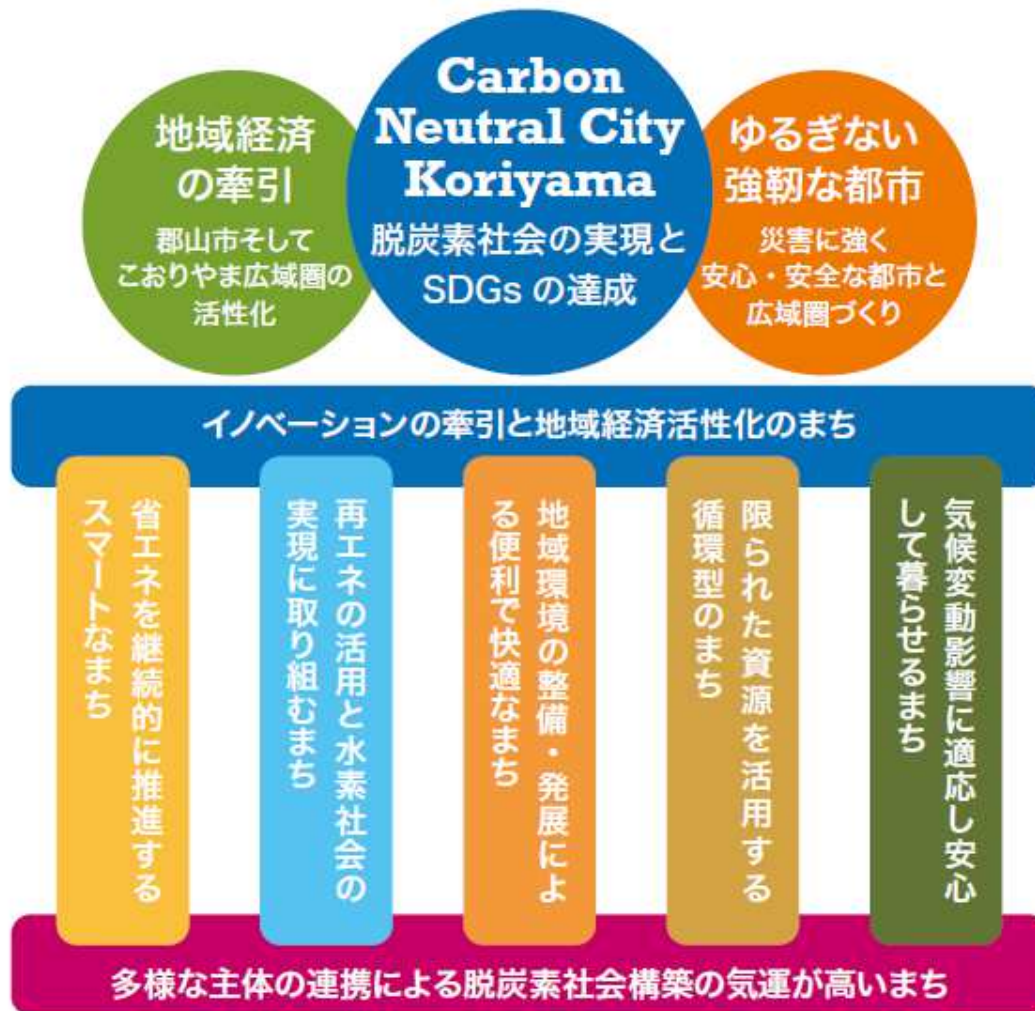 地域経済
の牽引
郡山市そして
こおりやま広域圏の
活性化
Carbon
Neutral City
Koriyama
脱炭素社会の実現と
SDGs の達成
ゆるぎない
強靭な都市
災害に強く
安心・安全な都市と
広域圏づくり
イノベーションの牽引と地域経済活性化のまち
省エネを継続的に推進する
スマートなまち
再エネの活用と水素社会の
実現に取り組むまち
地域環境の整備・発展によ
る便利で快適なまち
限られた資源を活用する
循環型のまち
気候変動影響に適応し安心
して暮らせるまち
多様な主体の連携による脱炭素社会構築の気運が高いまち